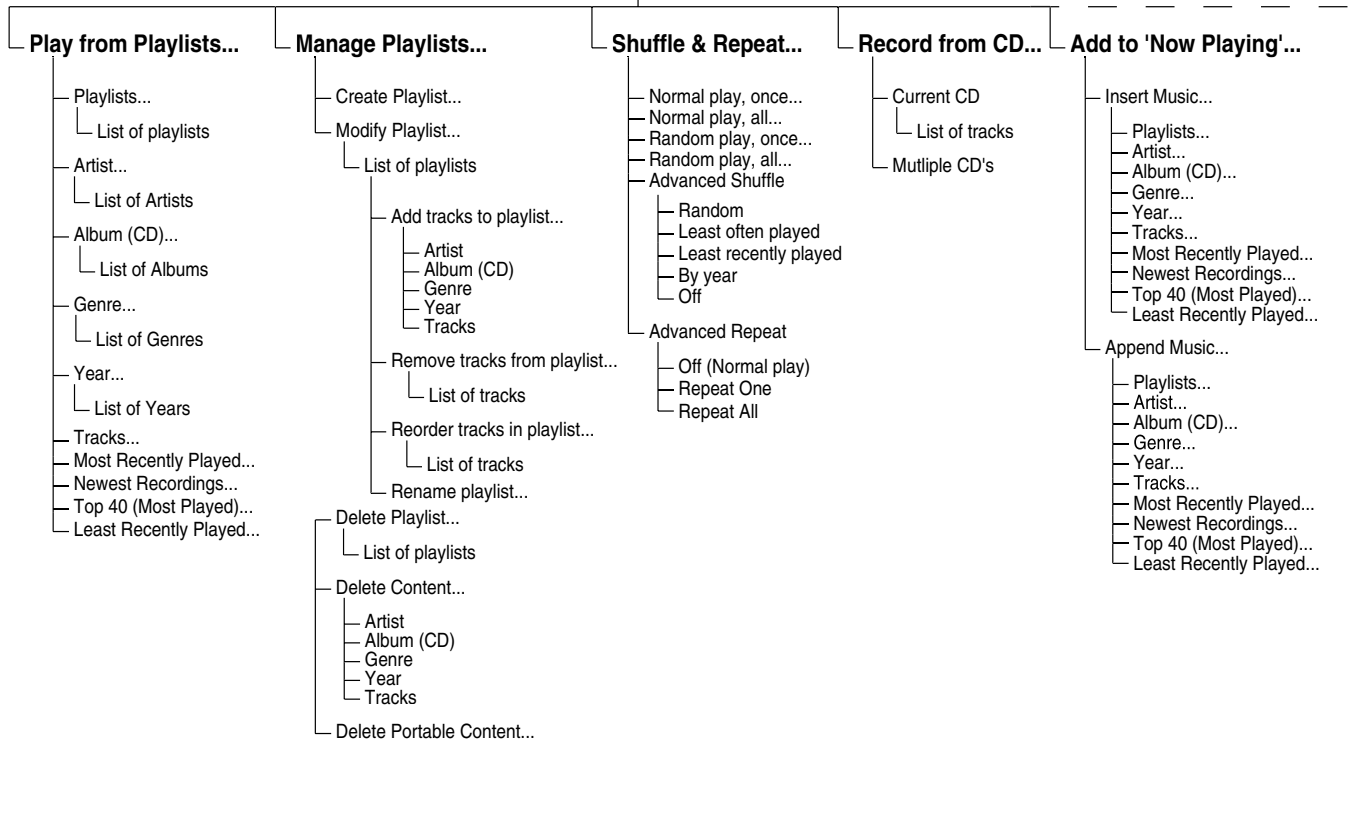 Play from Playlists...
Playlists...
List of playlists
Artist...
List of Artists
Album (CD)...
List of Albums
Genre...
List of Genres
Year...
List of Years
Tracks...
Most Recently Played...
Newest Recordings...
Top 40 (Most Played)...
Least Recently Played...
Manage Playlists...
Create Playlist...
Modify Playlist...
List of playlists
Add tracks to playlist...
Artist
Album (CD)
Genre
Year
Tracks
Remove tracks from playlist...
List of tracks
Reorder tracks in playlist...
List of tracks
Rename playlist...
Delete Playlist...
List of playlists
Delete Content...
Artist
Album (CD)
Genre
Year
Tracks
Delete Portable Content...
Shuffle & Repeat...
Normal play, once...
Normal play, all...
Random play, once...
Random play, all...
Advanced Shuffle
Random
Least often played
Least recently played
By year
Off
Advanced Repeat
Off (Normal play)
Repeat One
Repeat All
Record from CD...
Current CD
List of tracks
Mutliple CD's
Add to 'Now Playing'...
Insert Music...
Playlists...
Artist...
Album (CD)...
Genre...
Year...
Tracks...
Most Recently Played...
Newest Recordings...
Top 40 (Most Played)...
Least Recently Played...
Append Music...
Playlists...
Artist...
Album (CD)...
Genre...
Year...
Tracks...
Most Recently Played...
Newest Recordings...
Top 40 (Most Played)...
Least Recently Played...